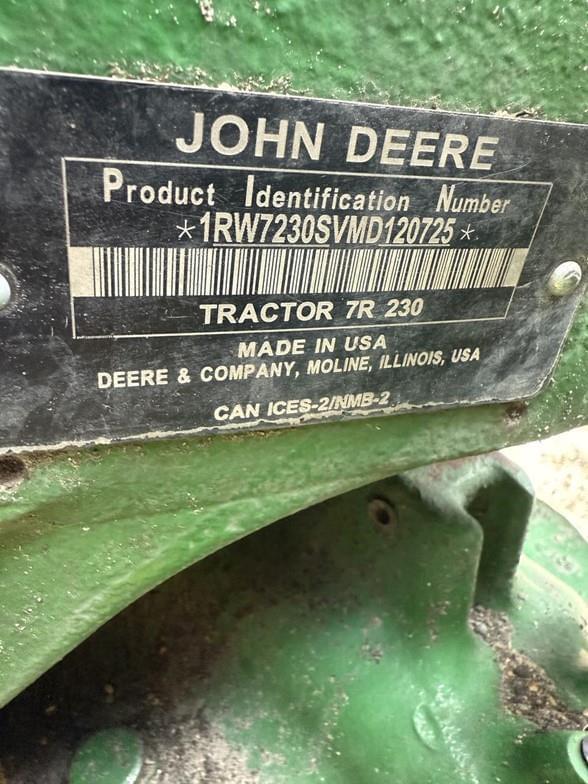 JOHN DEERE
Product Identification Number
*1RW7230SVMD120725*
TRACTOR 7R 230
MADE IN USA
DEERE & COMPANY, MOLINE, ILLINOIS, USA
CAN ICES-2/NMB-2